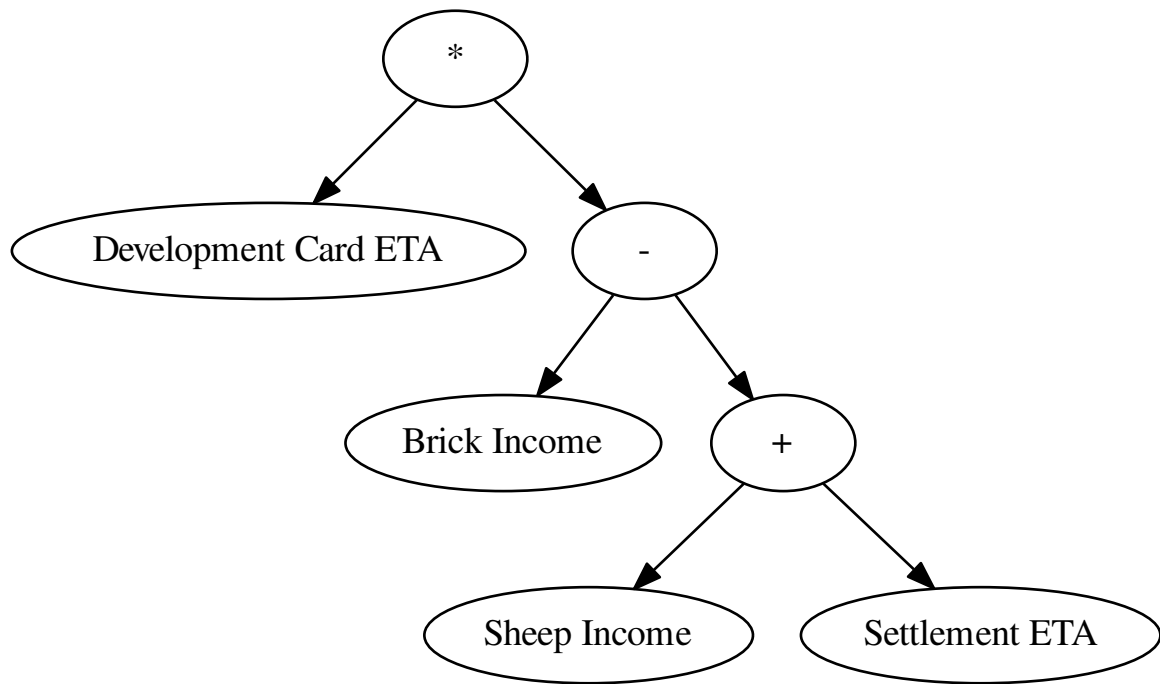 *
Development Card ETA
-
Brick Income
+
Sheep Income
Settlement ETA